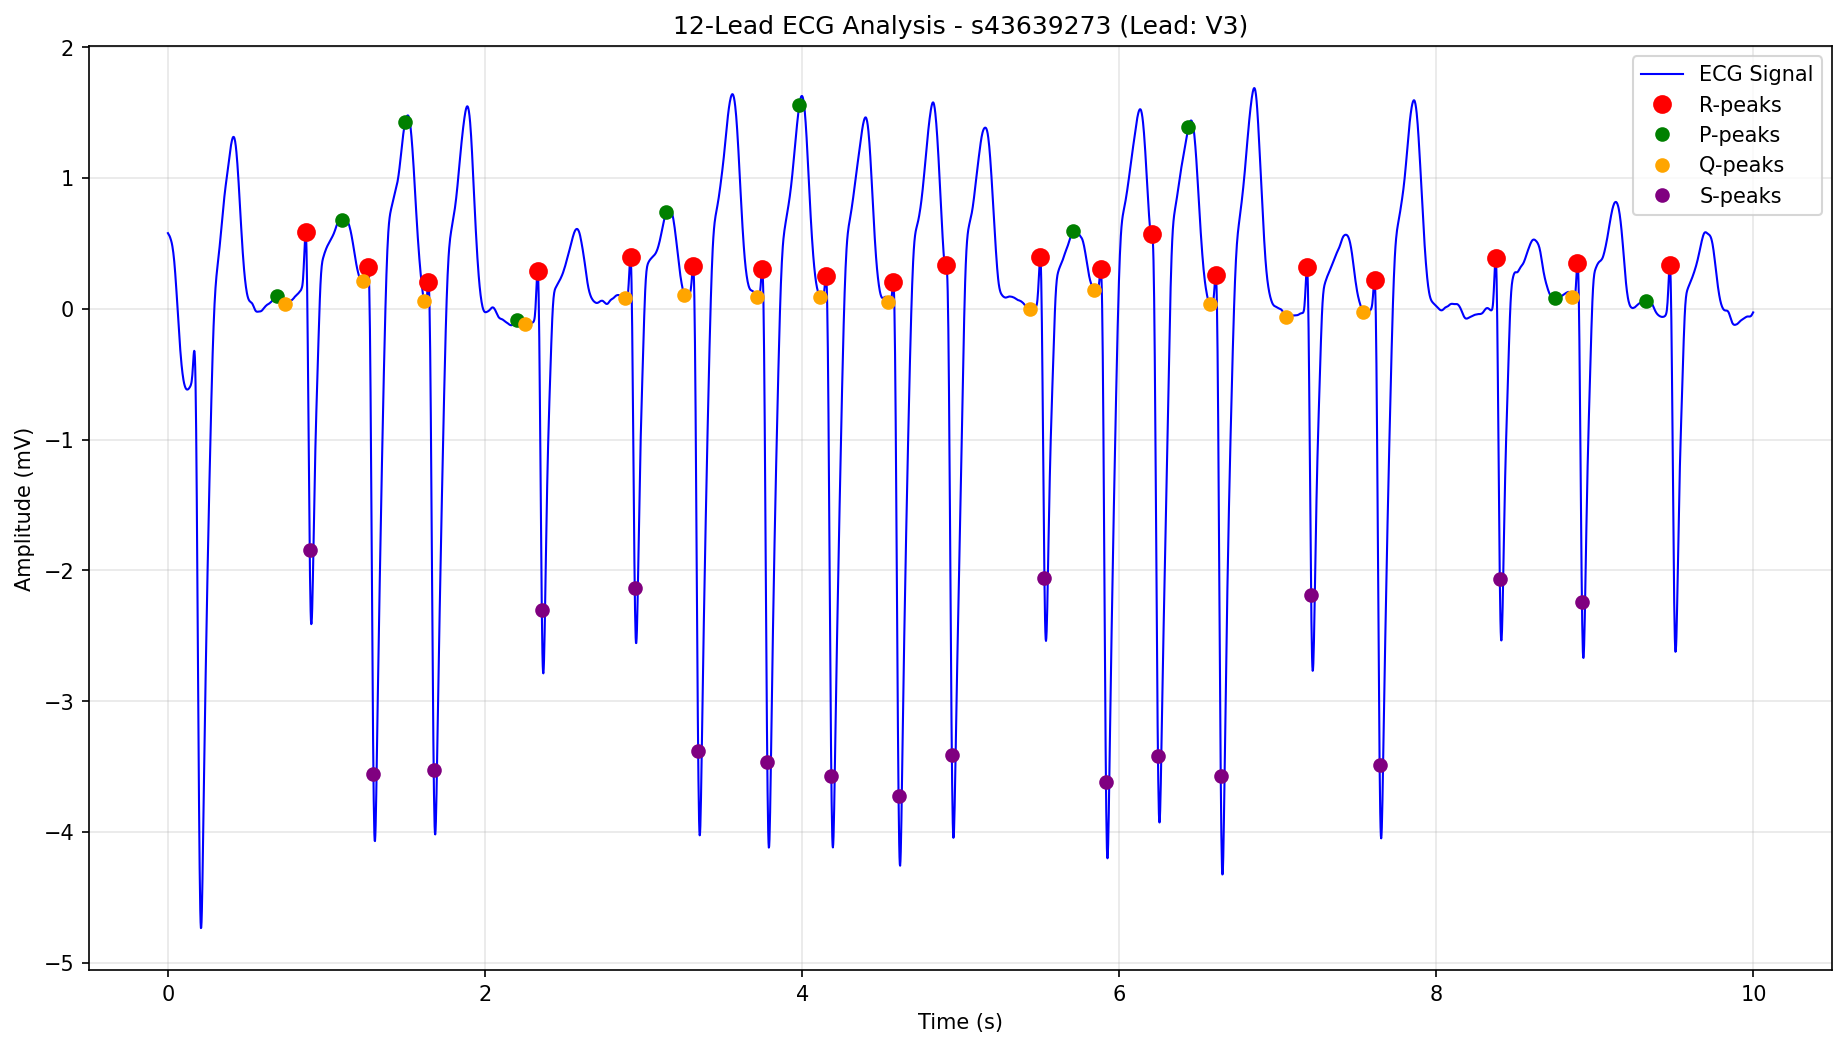 12-Lead ECG Analysis - s43639273 (Lead: V3)
ECG Signal
R-peaks
P-peaks
Q-peaks
S-peaks
2
1
0
−1
−2
−3
−4
−5
Amplitude (mV)
0 2 4 6 8 10
Time (s)